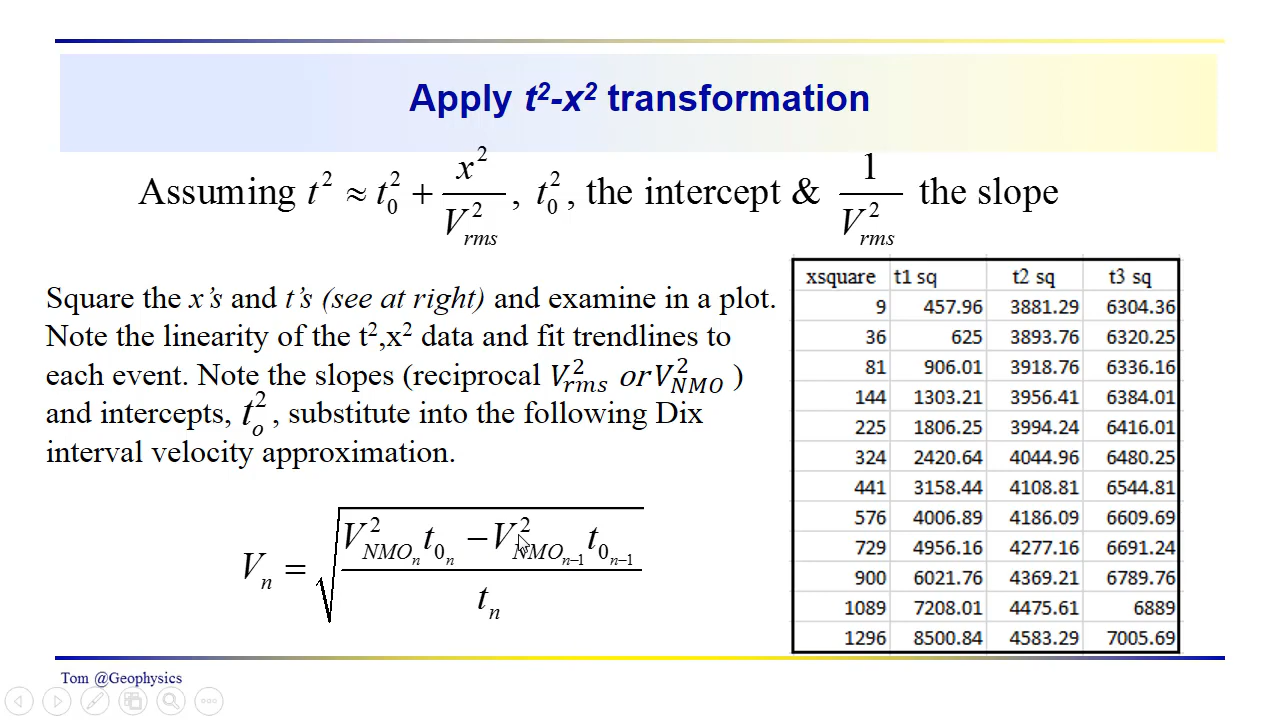 Apply t²-x² transformation
Assuming t² ≈ t₀² + x²/V²rms, t₀², the intercept & 1/V²rms the slope
Square the x's and t's (see at right) and examine in a plot.
Note the linearity of the t²,x² data and fit trendlines to
each event. Note the slopes (reciprocal V²rms or V²NMO )
and intercepts, t²o , substitute into the following Dix
interval velocity approximation.
Vn = √((V²NMOn t0n − V²NMOn−1 t0n−1) / tn)
xsquare t1 sq t2 sq t3 sq
9 457.96 3881.29 6304.36
36 625 3893.76 6320.25
81 906.01 3918.76 6336.16
144 1303.21 3956.41 6384.01
225 1806.25 3994.24 6416.01
324 2420.64 4044.96 6480.25
441 3158.44 4108.81 6544.81
576 4006.89 4186.09 6609.69
729 4956.16 4277.16 6691.24
900 6021.76 4369.21 6789.76
1089 7208.01 4475.61 6889
1296 8500.84 4583.29 7005.69
Tom @Geophysics